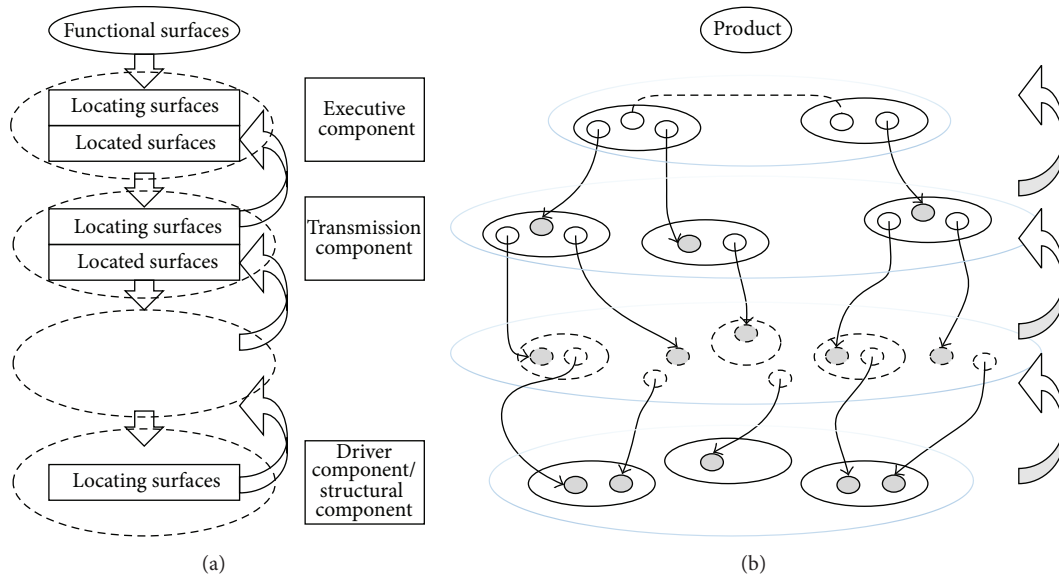 Functional surfaces
Locating surfaces
Located surfaces
Executive
component
Locating surfaces
Located surfaces
Transmission
component
Locating surfaces
Driver
component/
structural
component
(a)
Product
(b)